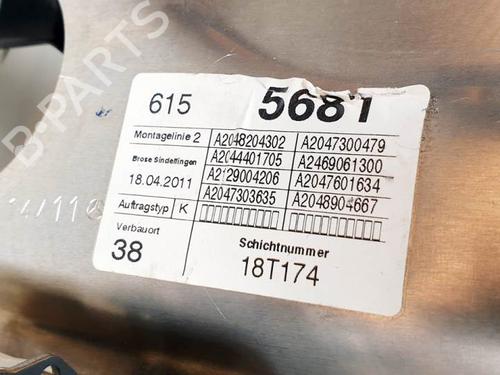 B-PARTS
615 5681
Montagelinie 2 A2048204302 A2047300479
Brose Sindelfingen A2044401705 A2469061300
18.04.2011 A2129004206 A2047601634
A2047303635 A2048904667
Auftragstyp K
Verbauort
38
Schichtnummer
18T174